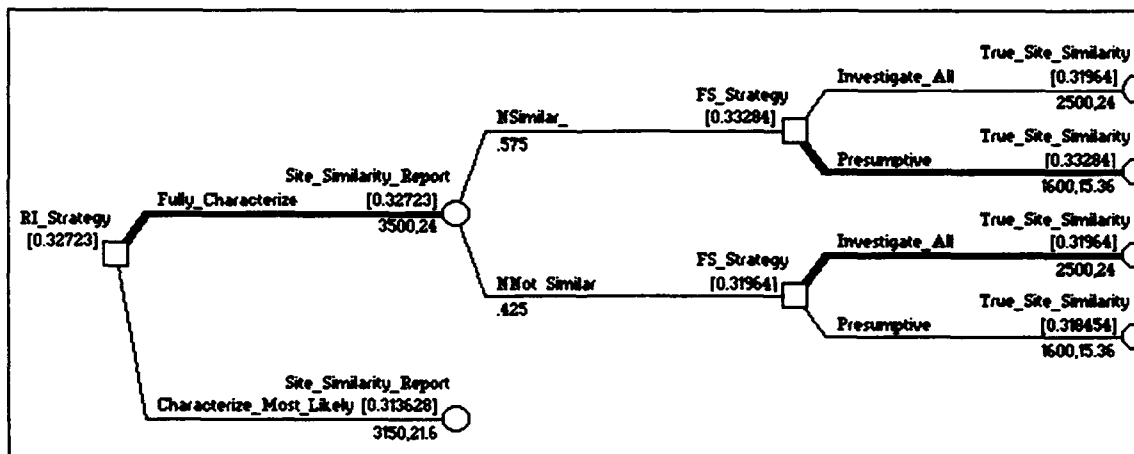 True_Site_Similarity
Investigate_All
[0.31964]
FS_Strategy
2500,24
[0.33284]
NSimilar_
.575
True_Site_Similarity
Presumptive
[0.33284]
1600,15.36
Site_Similarity_Report
Fully_Characterize
[0.32723]
3500,24
RI_Strategy
[0.32723]
True_Site_Similarity
Investigate_All
[0.31964]
FS_Strategy
2500,24
[0.31964]
NNot Similar
.425
True_Site_Similarity
Presumptive
[0.318454]
1600,15.36
Site_Similarity_Report
Characterize_Most_Likely [0.313628]
3150,21.6